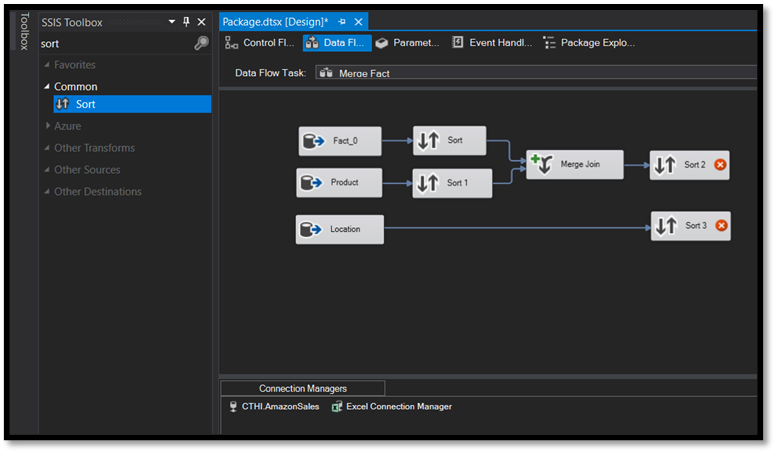 Toolbox
SSIS Toolbox
sort
Favorites
Common
Sort
Azure
Other Transforms
Other Sources
Other Destinations
Package.dtsx [Design]*
Control Fl... Data Fl... Paramet... Event Handl... Package Explo...
Data Flow Task: Merge Fact
Fact_0 Sort
Merge Join Sort 2
Product Sort 1
Location Sort 3
Connection Managers
CTHI.AmazonSales Excel Connection Manager